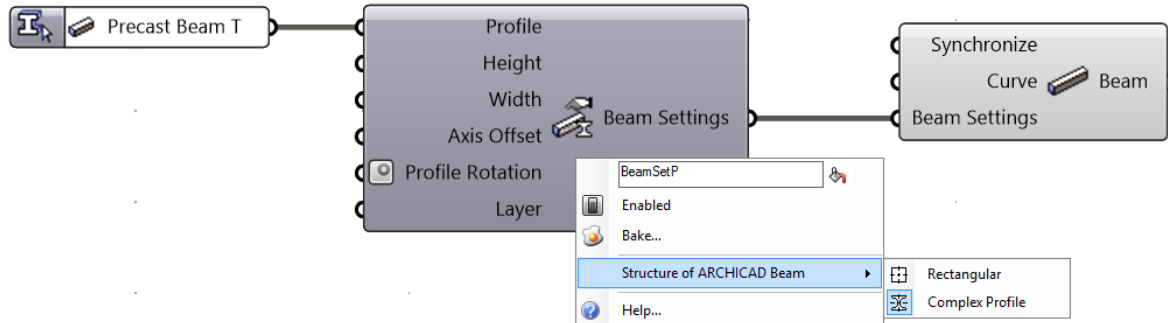 Precast Beam T
Profile
Height
Width
Axis Offset
Profile Rotation
Layer
Beam Settings
Synchronize
Curve
Beam Settings
Beam
BeamSetP
Enabled
Bake...
Structure of ARCHICAD Beam
Help...
Rectangular
Complex Profile